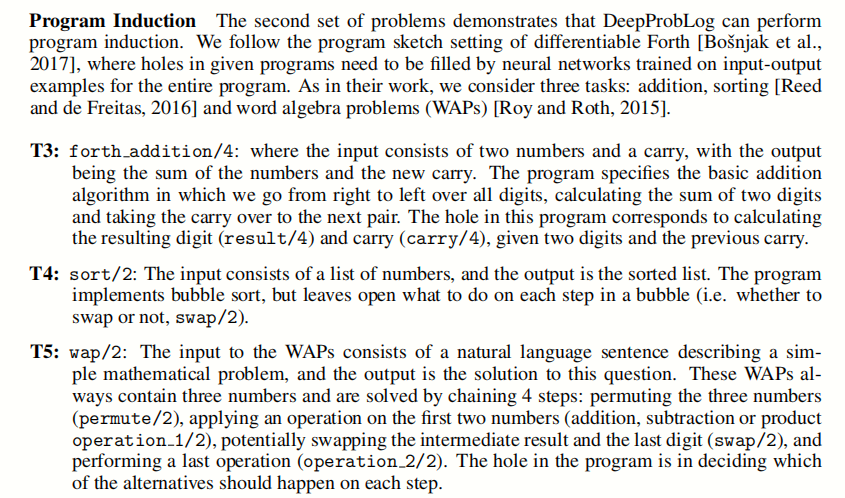 Program Induction The second set of problems demonstrates that DeepProbLog can perform
program induction. We follow the program sketch setting of differentiable Forth [Bošnjak et al.,
2017], where holes in given programs need to be filled by neural networks trained on input-output
examples for the entire program. As in their work, we consider three tasks: addition, sorting [Reed
and de Freitas, 2016] and word algebra problems (WAPs) [Roy and Roth, 2015].
T3: forth_addition/4: where the input consists of two numbers and a carry, with the output
being the sum of the numbers and the new carry. The program specifies the basic addition
algorithm in which we go from right to left over all digits, calculating the sum of two digits
and taking the carry over to the next pair. The hole in this program corresponds to calculating
the resulting digit (result/4) and carry (carry/4), given two digits and the previous carry.
T4: sort/2: The input consists of a list of numbers, and the output is the sorted list. The program
implements bubble sort, but leaves open what to do on each step in a bubble (i.e. whether to
swap or not, swap/2).
T5: wap/2: The input to the WAPs consists of a natural language sentence describing a sim-
ple mathematical problem, and the output is the solution to this question. These WAPs al-
ways contain three numbers and are solved by chaining 4 steps: permuting the three numbers
(permute/2), applying an operation on the first two numbers (addition, subtraction or product
operation_1/2), potentially swapping the intermediate result and the last digit (swap/2), and
performing a last operation (operation_2/2). The hole in the program is in deciding which
of the alternatives should happen on each step.